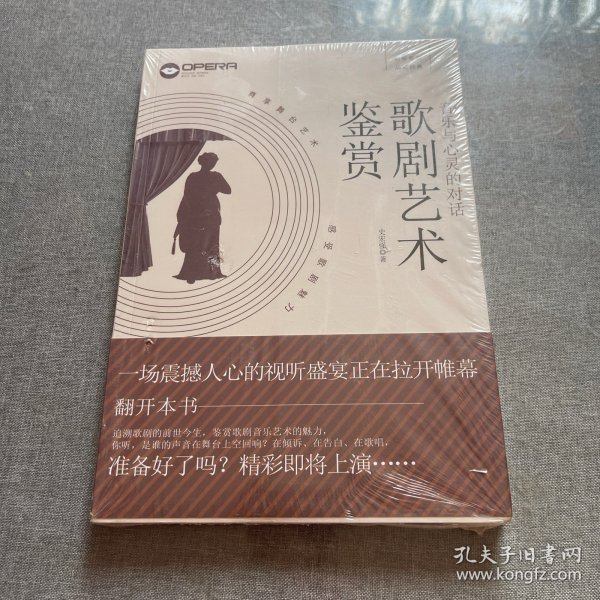 OPERA
尊享舞台艺术
感受歌剧魅力
音乐与心灵的对话
歌剧艺术
鉴赏
著
一场震撼人心的视听盛宴正在拉开帷幕
翻开本书
追溯歌剧的前世今生，鉴赏歌剧音乐艺术的魅力，
你听，是谁的声音在舞台上空回响？在倾诉、在告白、在歌唱，
准备好了吗？精彩即将上演……
孔夫子旧书网
www.kongfz.com